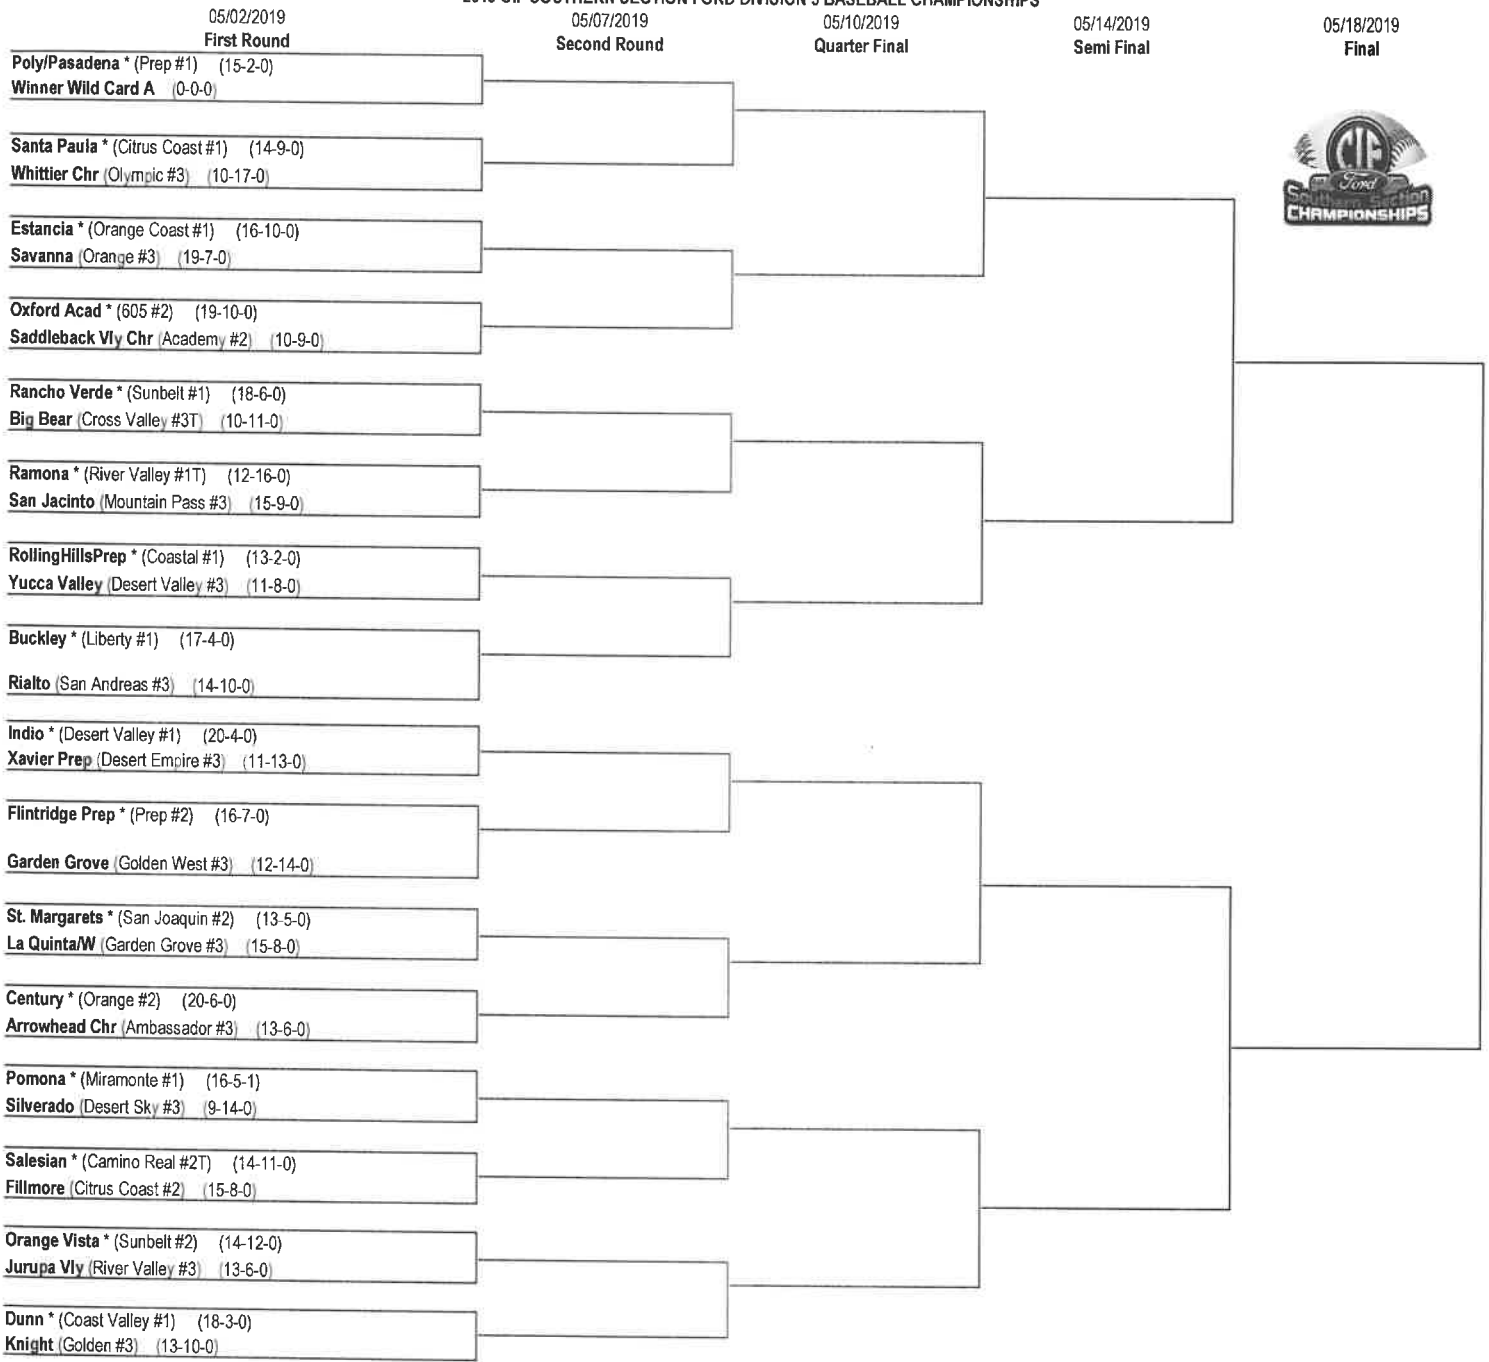 2019 CIF SOUTHERN SECTION FORD DIVISION 5 BASEBALL CHAMPIONSHIPS
05/02/2019
First Round
05/07/2019
Second Round
05/10/2019
Quarter Final
05/14/2019
Semi Final
05/18/2019
Final
Poly/Pasadena * (Prep #1) (15-2-0)
Winner Wild Card A (0-0-0)
Santa Paula * (Citrus Coast #1) (14-9-0)
Whittier Chr (Olympic #3) (10-17-0)
Estancia * (Orange Coast #1) (16-10-0)
Savanna (Orange #3) (19-7-0)
Oxford Acad * (605 #2) (19-10-0)
Saddleback Vly Chr (Academy #2) (10-9-0)
Rancho Verde * (Sunbelt #1) (18-6-0)
Big Bear (Cross Valley #3T) (10-11-0)
Ramona * (River Valley #1T) (12-16-0)
San Jacinto (Mountain Pass #3) (15-9-0)
RollingHillsPrep * (Coastal #1) (13-2-0)
Yucca Valley (Desert Valley #3) (11-8-0)
Buckley * (Liberty #1) (17-4-0)
Rialto (San Andreas #3) (14-10-0)
Indio * (Desert Valley #1) (20-4-0)
Xavier Prep (Desert Empire #3) (11-13-0)
Flintridge Prep * (Prep #2) (16-7-0)
Garden Grove (Golden West #3) (12-14-0)
St. Margarets * (San Joaquin #2) (13-5-0)
La Quinta/W (Garden Grove #3) (15-8-0)
Century * (Orange #2) (20-6-0)
Arrowhead Chr (Ambassador #3) (13-6-0)
Pomona * (Miramonte #1) (16-5-1)
Silverado (Desert Sky #3) (9-14-0)
Salesian * (Camino Real #2T) (14-11-0)
Fillmore (Citrus Coast #2) (15-8-0)
Orange Vista * (Sunbelt #2) (14-12-0)
Jurupa Vly (River Valley #3) (13-6-0)
Dunn * (Coast Valley #1) (18-3-0)
Knight (Golden #3) (13-10-0)
CIF
Ford
Southern Section
CHAMPIONSHIPS